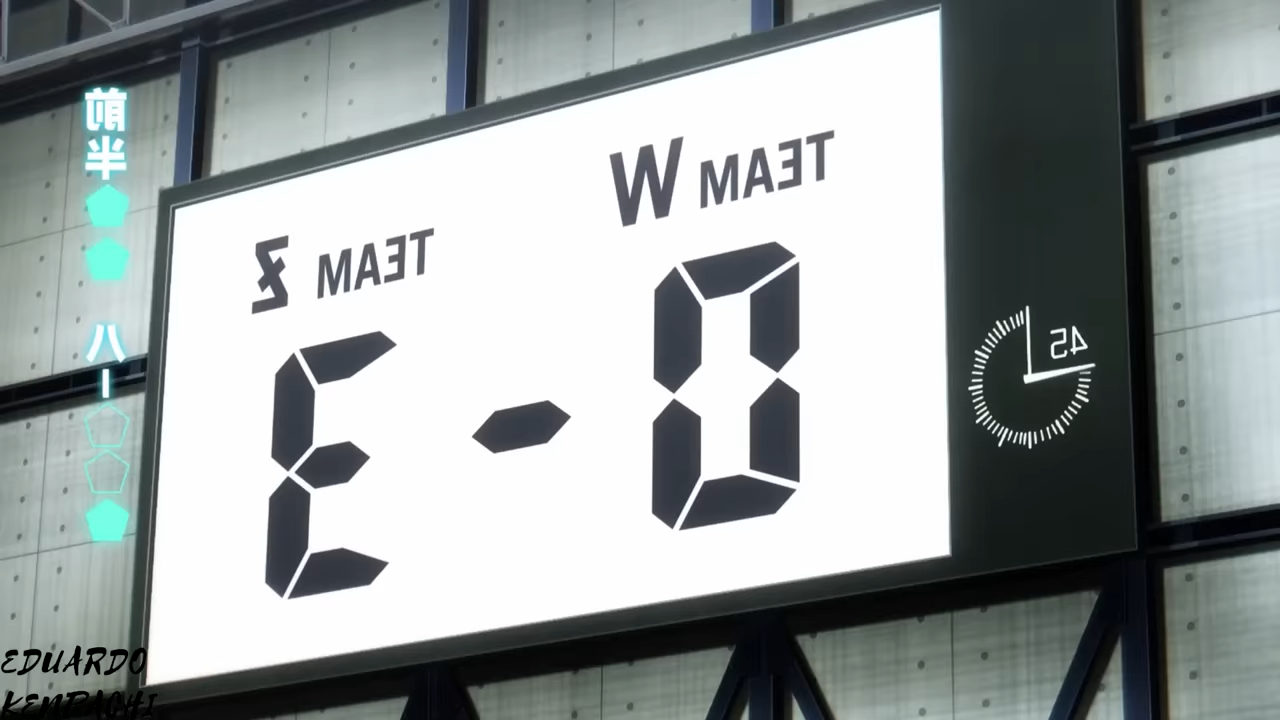 TEAM W
TEAM Z
0 - 3
45
前半
ハー
EDUARDO
KENPACHI